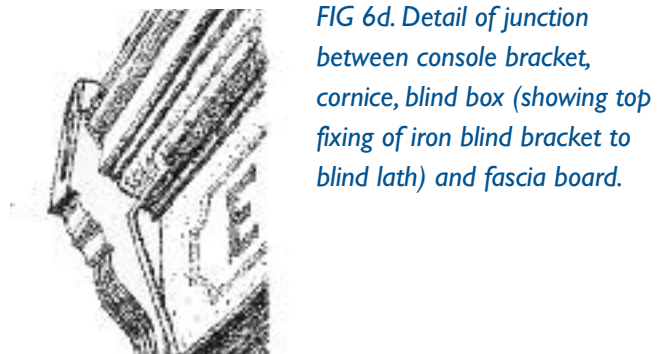 FIG 6d. Detail of junction
between console bracket,
cornice, blind box (showing top
fixing of iron blind bracket to
blind lath) and fascia board.
E